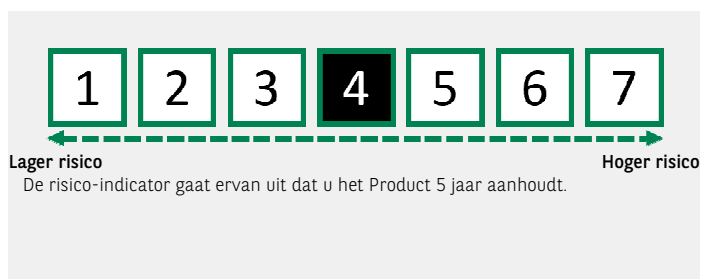 1 2 3 4 5 6 7
Lager risico Hoger risico
De risico-indicator gaat ervan uit dat u het Product 5 jaar aanhoudt.